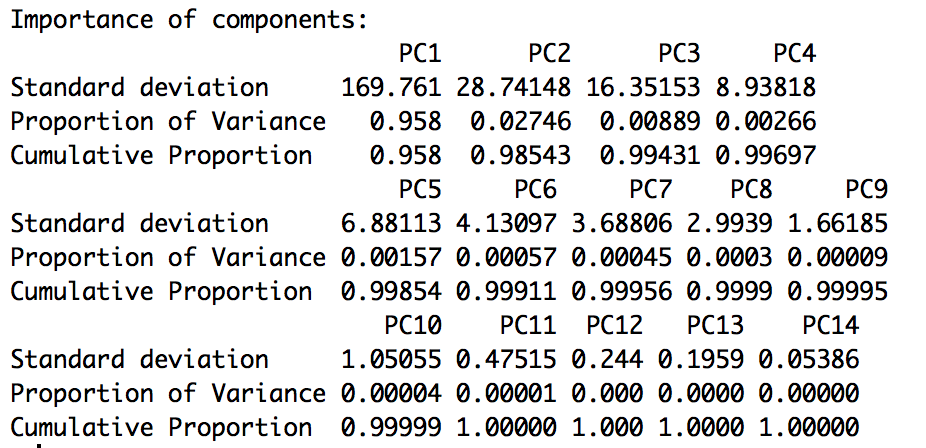 Importance of components:
PC1 PC2 PC3 PC4
Standard deviation 169.761 28.74148 16.35153 8.93818
Proportion of Variance 0.958 0.02746 0.00889 0.00266
Cumulative Proportion 0.958 0.98543 0.99431 0.99697
PC5 PC6 PC7 PC8 PC9
Standard deviation 6.88113 4.13097 3.68806 2.9939 1.66185
Proportion of Variance 0.00157 0.00057 0.00045 0.0003 0.00009
Cumulative Proportion 0.99854 0.99911 0.99956 0.9999 0.99995
PC10 PC11 PC12 PC13 PC14
Standard deviation 1.05055 0.47515 0.244 0.1959 0.05386
Proportion of Variance 0.00004 0.00001 0.000 0.0000 0.00000
Cumulative Proportion 0.99999 1.00000 1.000 1.0000 1.00000